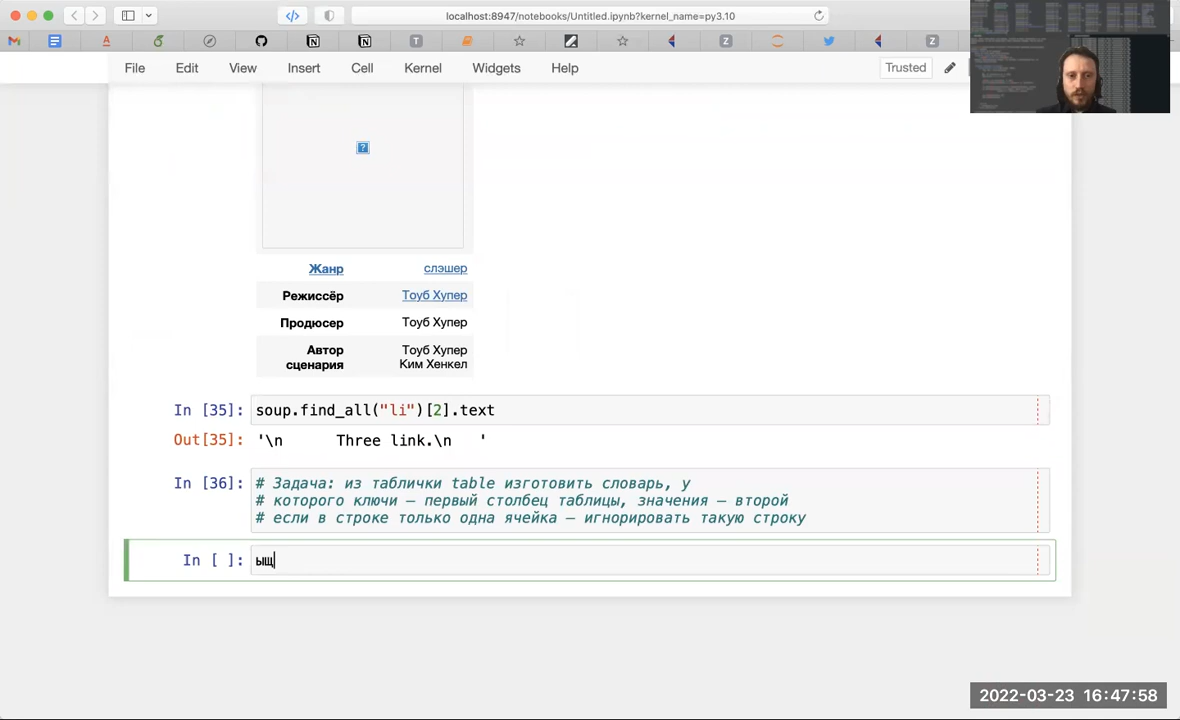 localhost:8947/notebooks/Untitled.ipynb?kernel_name=py3.10
File Edit View Insert Cell Kernel Widgets Help Trusted
Жанр слэшер
Режиссёр Тоуб Хупер
Продюсер Тоуб Хупер
Автор Тоуб Хупер
сценария Ким Хенкел
In [35]: soup.find_all("li")[2].text
Out[35]: '\n      Three link.\n   '
In [36]: # Задача: из таблички table изготовить словарь, у
# которого ключи — первый столбец таблицы, значения — второй
# если в строке только одна ячейка — игнорировать такую строку
In [ ]: ыщ
2022-03-23 16:47:58